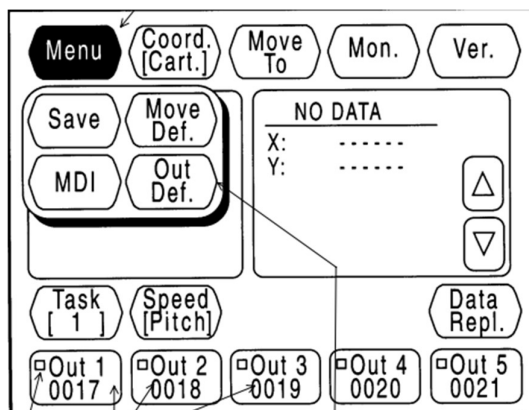 Menu
Coord.
[Cart.]
Move
To
Mon.
Ver.
Save
Move
Def.
MDI
Out
Def.
NO DATA
X: ------
Y: ------
Task
[ 1 ]
Speed
[Pitch]
Data
Repl.
Out 1
0017
Out 2
0018
Out 3
0019
Out 4
0020
Out 5
0021